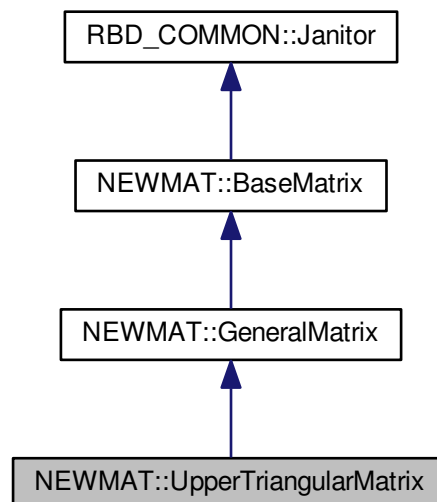 RBD_COMMON::Janitor
NEWMAT::BaseMatrix
NEWMAT::GeneralMatrix
NEWMAT::UpperTriangularMatrix